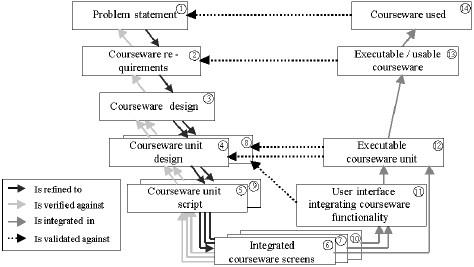 Problem statement ①
Courseware used ⑭
Courseware re-
quirements ②
Executable / usable
courseware ⑬
Courseware design ③
Courseware unit
design ④ ⑧
Executable
courseware unit ⑫
Courseware unit
script ⑤ ⑨
User interface
integrating courseware
functionality ⑪
Integrated
courseware screens ⑥ ⑦ ⑩
Is refined to
Is verified against
Is integrated in
Is validated against